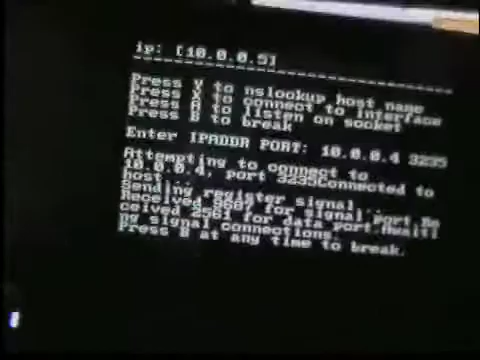 ip: [10.0.0.5]
Press Y to nslookup host name
Press X to connect to interface
Press A to listen on socket
Press B to break
Enter IPADDR PORT: 10.0.0.4 3235
Attempting to connect to
10.0.0.4, port 3235Connected to
host...
Sending register signal...
Received 9687 for signal port.Re
ceived 2561 for data port.Awaiti
ng signal connections.
Press B at any time to break.